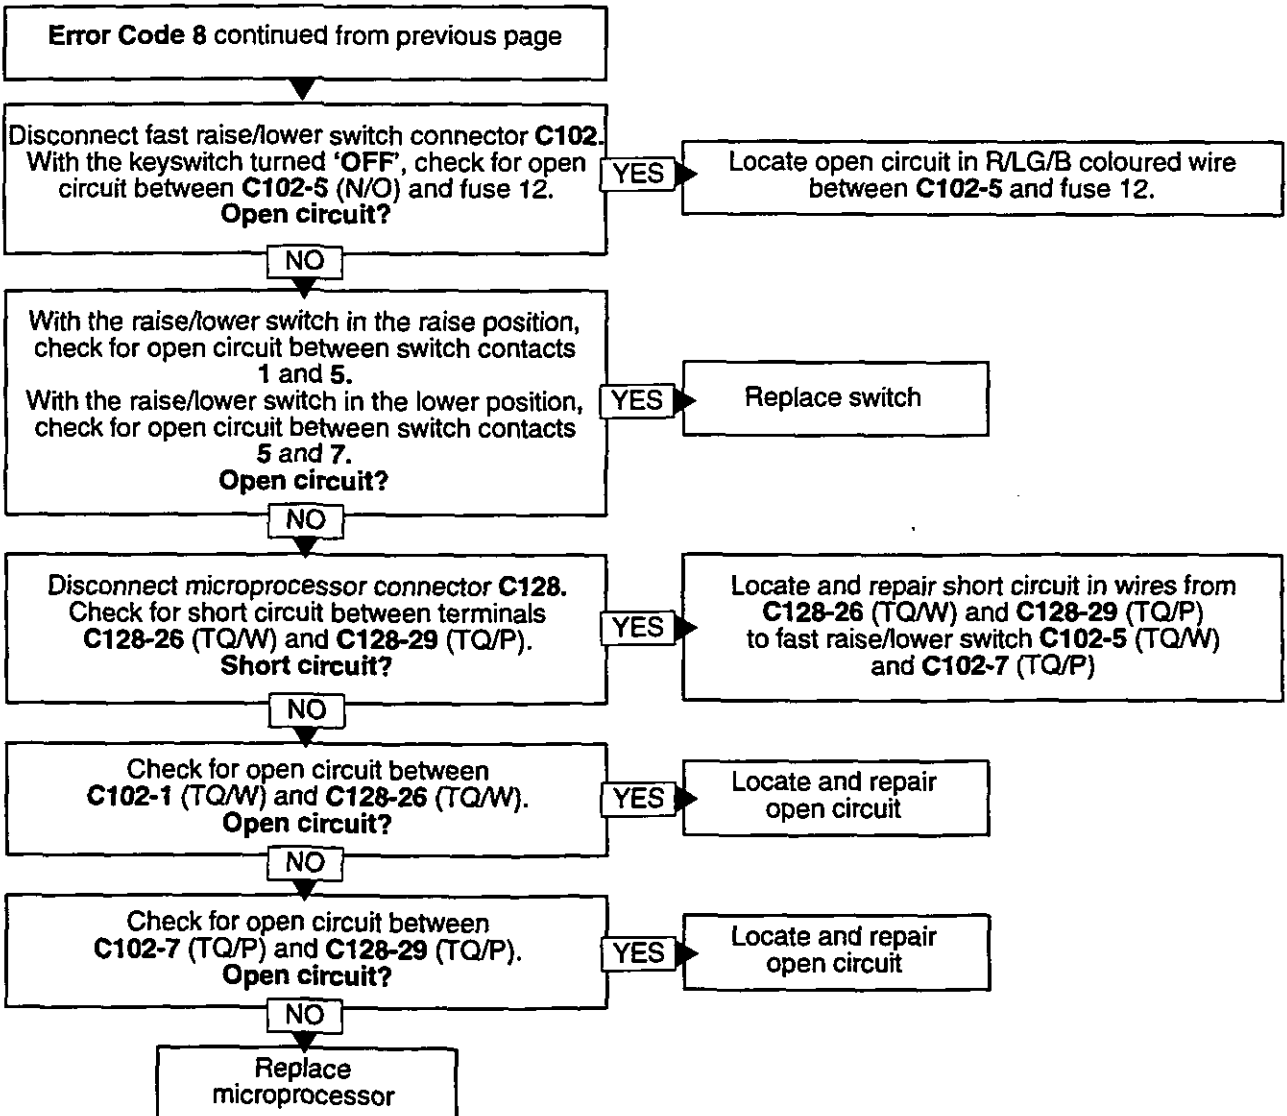 Error Code 8 continued from previous page
Disconnect fast raise/lower switch connector C102.
With the keyswitch turned ‘OFF’, check for open
circuit between C102-5 (N/O) and fuse 12.
Open circuit?
YES
Locate open circuit in R/LG/B coloured wire
between C102-5 and fuse 12.
NO
With the raise/lower switch in the raise position,
check for open circuit between switch contacts
1 and 5.
With the raise/lower switch in the lower position,
check for open circuit between switch contacts
5 and 7.
Open circuit?
YES
Replace switch
NO
Disconnect microprocessor connector C128.
Check for short circuit between terminals
C128-26 (TQ/W) and C128-29 (TQ/P).
Short circuit?
YES
Locate and repair short circuit in wires from
C128-26 (TQ/W) and C128-29 (TQ/P)
to fast raise/lower switch C102-5 (TQ/W)
and C102-7 (TQ/P)
NO
Check for open circuit between
C102-1 (TQ/W) and C128-26 (TQ/W).
Open circuit?
YES
Locate and repair
open circuit
NO
Check for open circuit between
C102-7 (TQ/P) and C128-29 (TQ/P).
Open circuit?
YES
Locate and repair
open circuit
NO
Replace
microprocessor